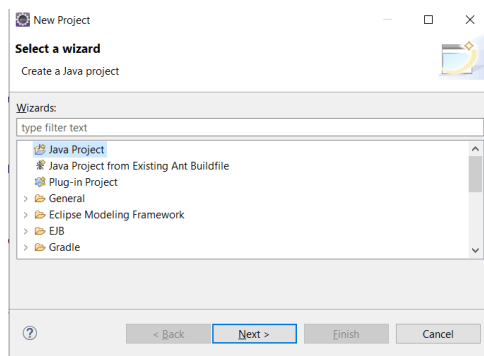 New Project
Select a wizard
Create a Java project
Wizards:
type filter text
Java Project
Java Project from Existing Ant Buildfile
Plug-in Project
> General
> Eclipse Modeling Framework
> EJB
> Gradle
? < Back Next > Finish Cancel